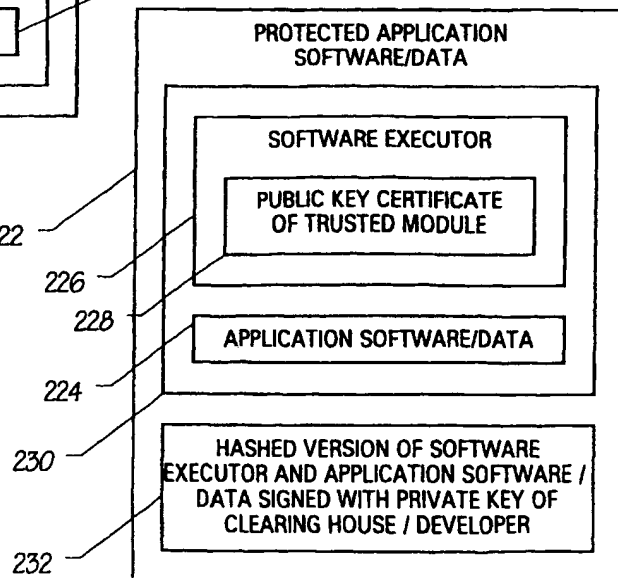 PROTECTED APPLICATION
SOFTWARE/DATA
SOFTWARE EXECUTOR
PUBLIC KEY CERTIFICATE
OF TRUSTED MODULE
22
226
228
APPLICATION SOFTWARE/DATA
224
230
HASHED VERSION OF SOFTWARE
EXECUTOR AND APPLICATION SOFTWARE /
DATA SIGNED WITH PRIVATE KEY OF
CLEARING HOUSE / DEVELOPER
232